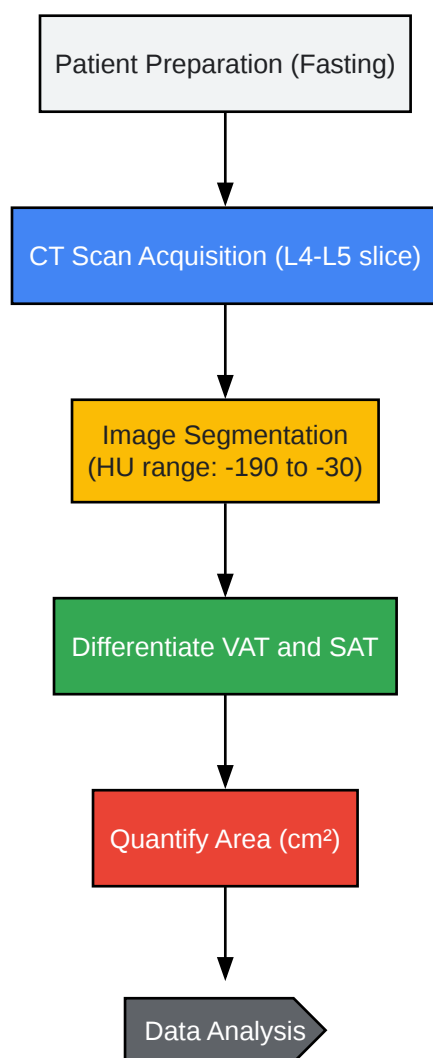 Patient Preparation (Fasting)
CT Scan Acquisition (L4-L5 slice)
Image Segmentation
(HU range: -190 to -30)
Differentiate VAT and SAT
Quantify Area (cm²)
Data Analysis